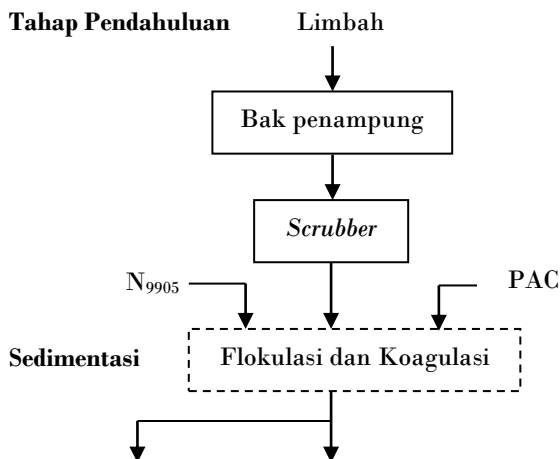 Tahap Pendahuluan Limbah
Bak penampung
Scrubber
N9905 PAC
Sedimentasi Flokulasi dan Koagulasi